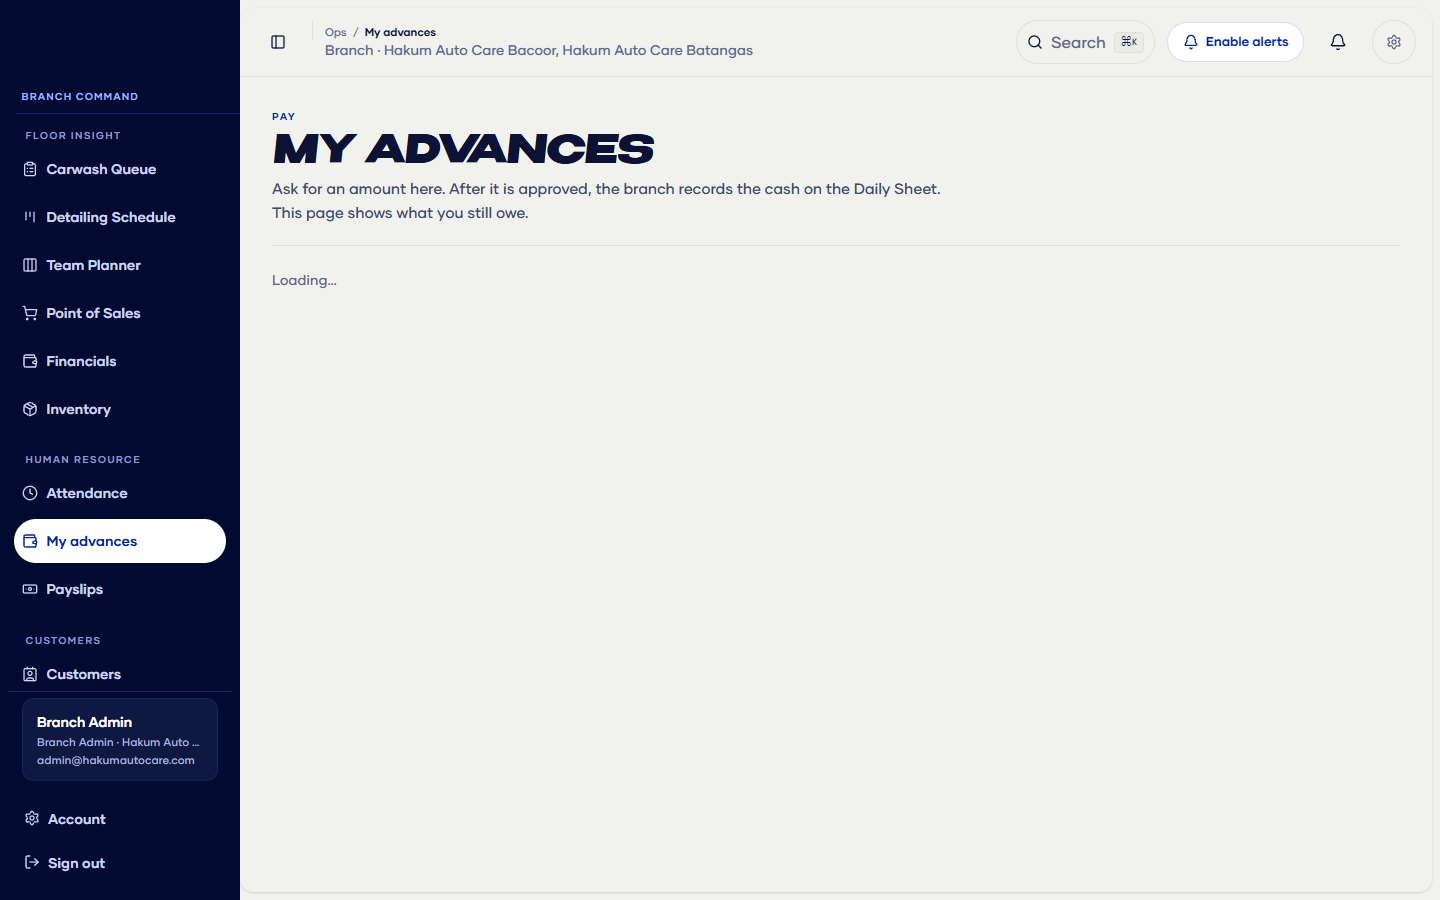 BRANCH COMMAND
FLOOR INSIGHT
Carwash Queue
Detailing Schedule
Team Planner
Point of Sales
Financials
Inventory
HUMAN RESOURCE
Attendance
My advances
Payslips
CUSTOMERS
Customers
Branch Admin
Branch Admin · Hakum Auto ...
admin@hakumautocare.com
Account
Sign out
Ops / My advances
Branch · Hakum Auto Care Bacoor, Hakum Auto Care Batangas
Search ⌘K
Enable alerts
PAY
MY ADVANCES
Ask for an amount here. After it is approved, the branch records the cash on the Daily Sheet.
This page shows what you still owe.
Loading...